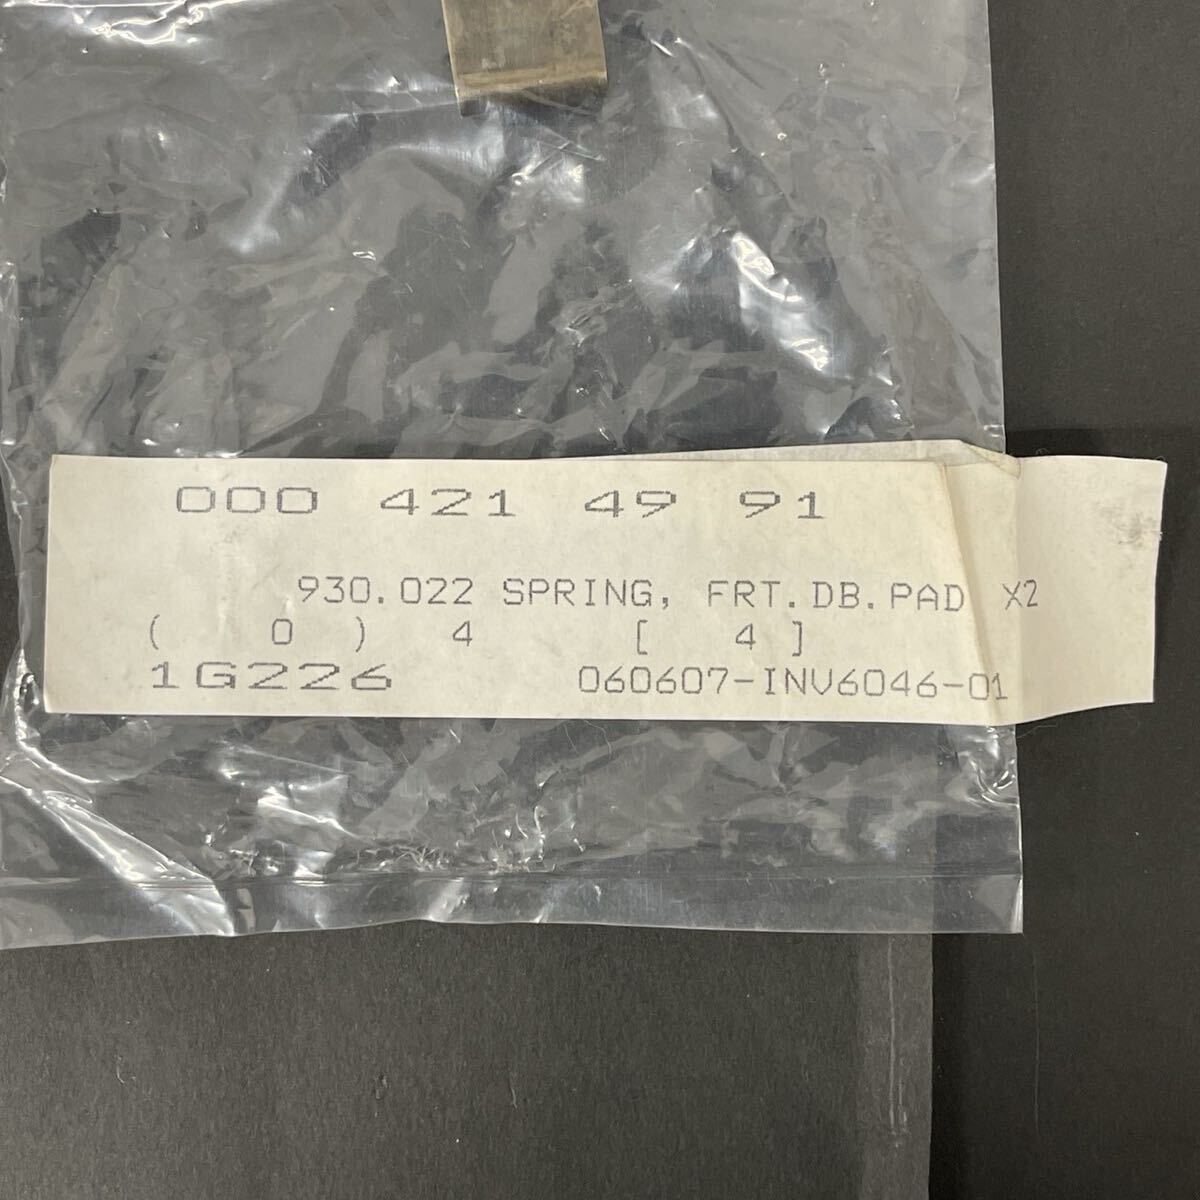 000 421 49 91
930.022 SPRING, FRT.DB.PAD X2
( 0 ) 4 [ 4 ]
1G226 060607-INV6046-01